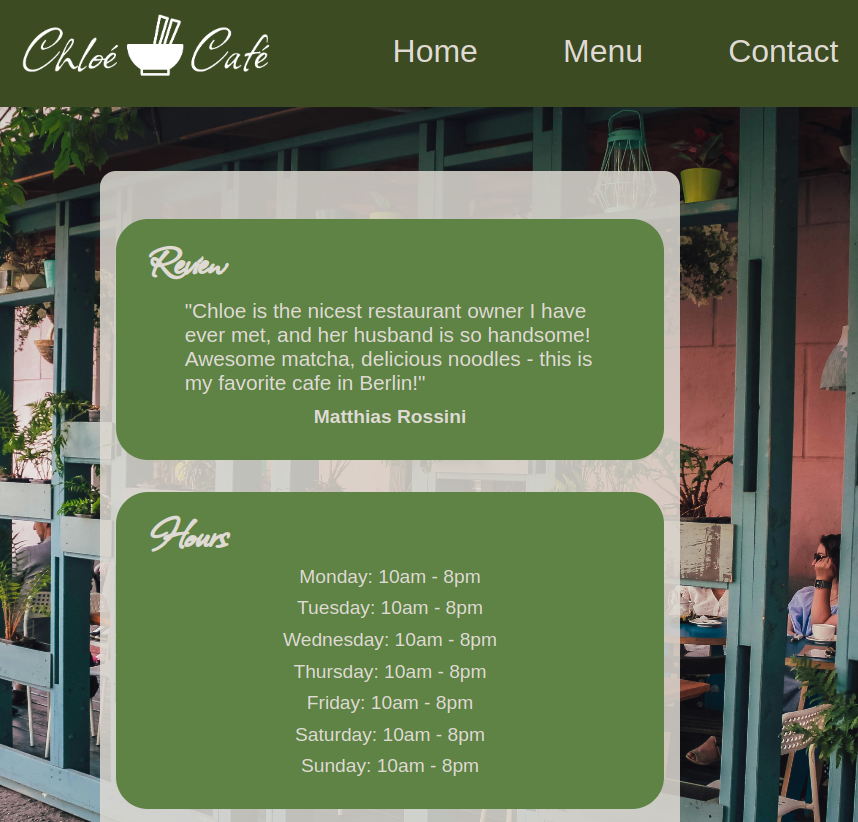 Chloé Café
Home Menu Contact
Review
"Chloe is the nicest restaurant owner I have
ever met, and her husband is so handsome!
Awesome matcha, delicious noodles - this is
my favorite cafe in Berlin!"
Matthias Rossini
Hours
Monday: 10am - 8pm
Tuesday: 10am - 8pm
Wednesday: 10am - 8pm
Thursday: 10am - 8pm
Friday: 10am - 8pm
Saturday: 10am - 8pm
Sunday: 10am - 8pm